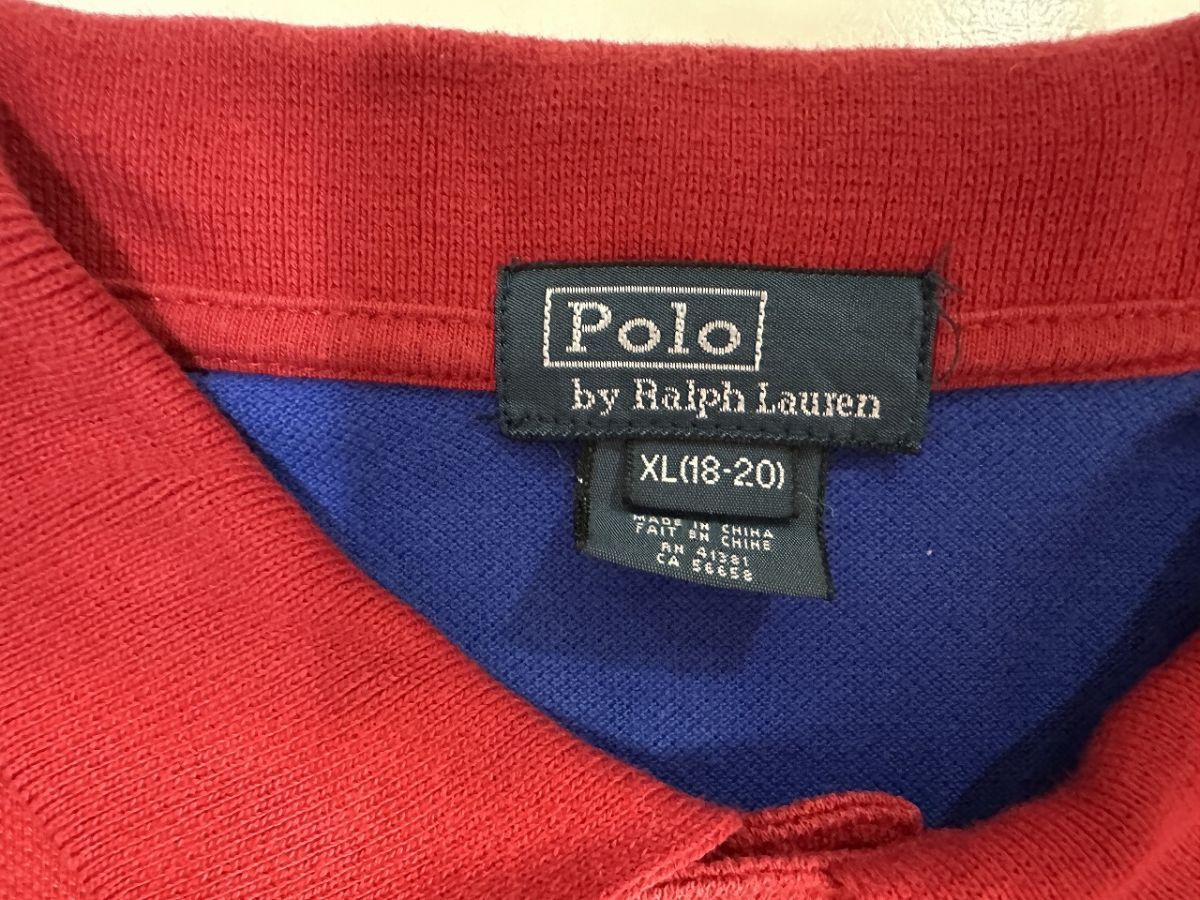 Polo
by Ralph Lauren
XL(18-20)
MADE IN CHINA
FAIT EN CHINE
RN 41381
CA 56658